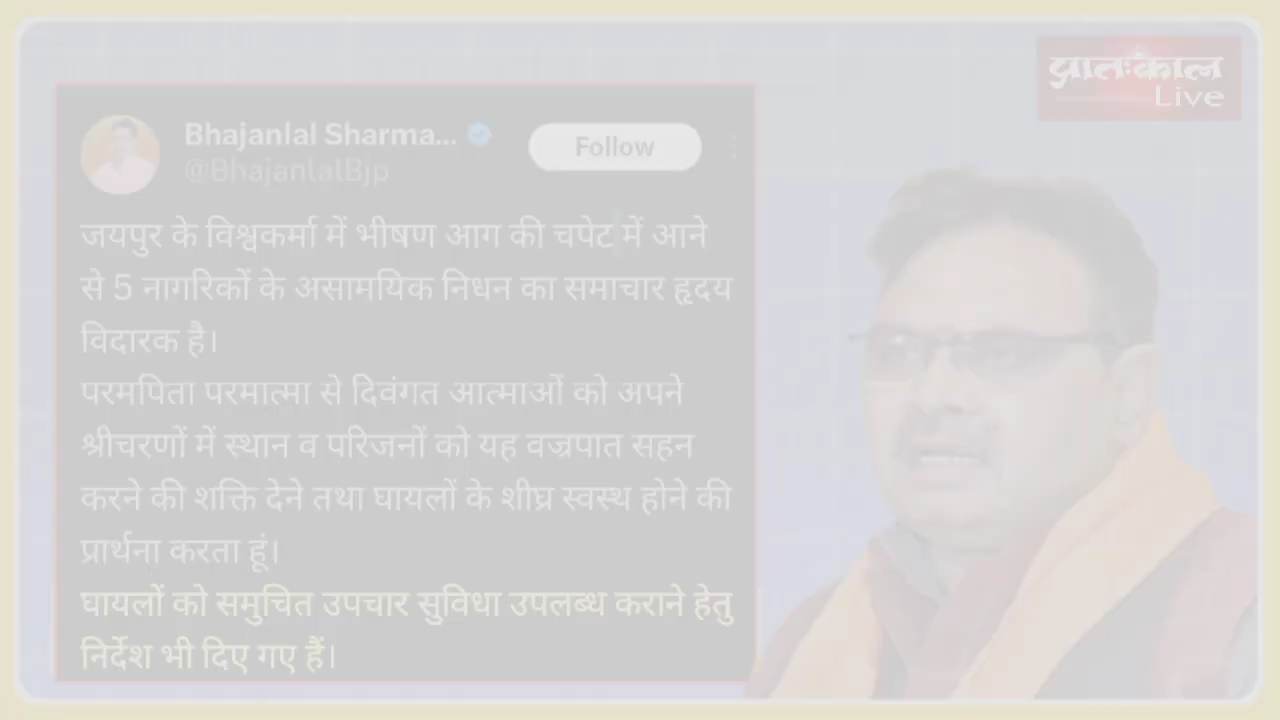 प्रातःकाल
Live
Bhajanlal Sharma...
Follow
@BhajanlalBjp
जयपुर के विश्वकर्मा में भीषण आग की चपेट में आने
से 5 नागरिकों के असामयिक निधन का समाचार हृदय
विदारक है।
परमपिता परमात्मा से दिवंगत आत्माओं को अपने
श्रीचरणों में स्थान व परिजनों को यह वज्रपात सहन
करने की शक्ति देने तथा घायलों के शीघ्र स्वस्थ होने की
प्रार्थना करता हूं।
घायलों को समुचित उपचार सुविधा उपलब्ध कराने हेतु
निर्देश भी दिए गए हैं।